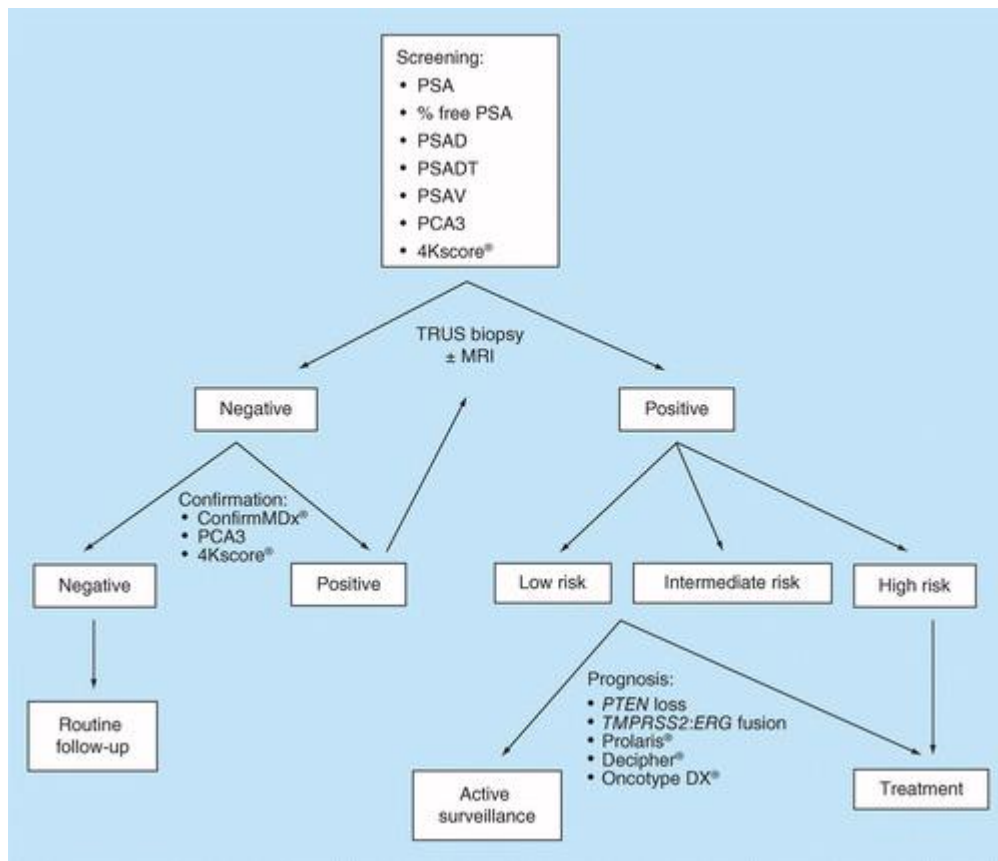 Screening:
• PSA
• % free PSA
• PSAD
• PSADT
• PSAV
• PCA3
• 4Kscore®
TRUS biopsy
± MRI
Negative
Positive
Confirmation:
• ConfirmMDx®
• PCA3
• 4Kscore®
Negative
Positive
Low risk
Intermediate risk
High risk
Routine
follow-up
Prognosis:
• PTEN loss
• TMPRSS2:ERG fusion
• Prolaris®
• Decipher®
• Oncotype DX®
Active
surveillance
Treatment